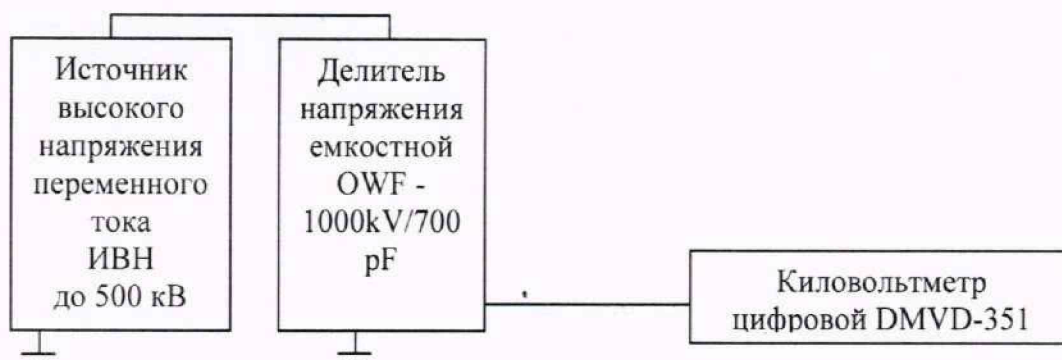 Источник
высокого
напряжения
переменного
тока
ИВН
до 500 кВ
Делитель
напряжения
емкостной
OWF -
1000kV/700
pF
Киловольтметр
цифровой DMVD-351